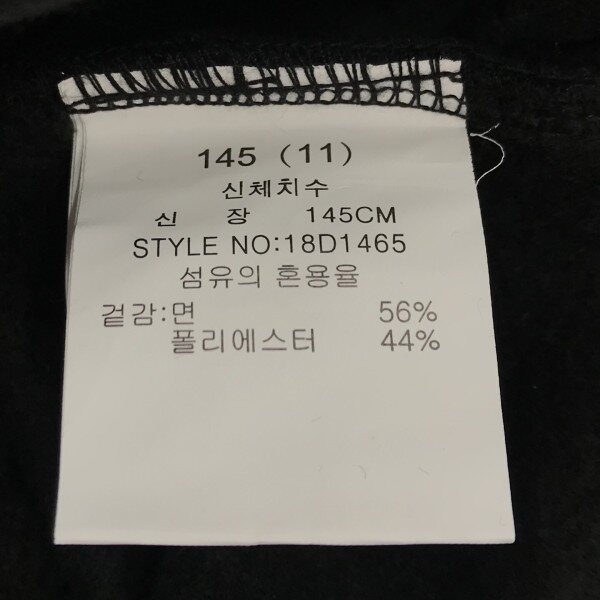 145 (11)
신체치수
신 장 145CM
STYLE NO:18D1465
섬유의 혼용율
겉감:면 56%
폴리에스터 44%